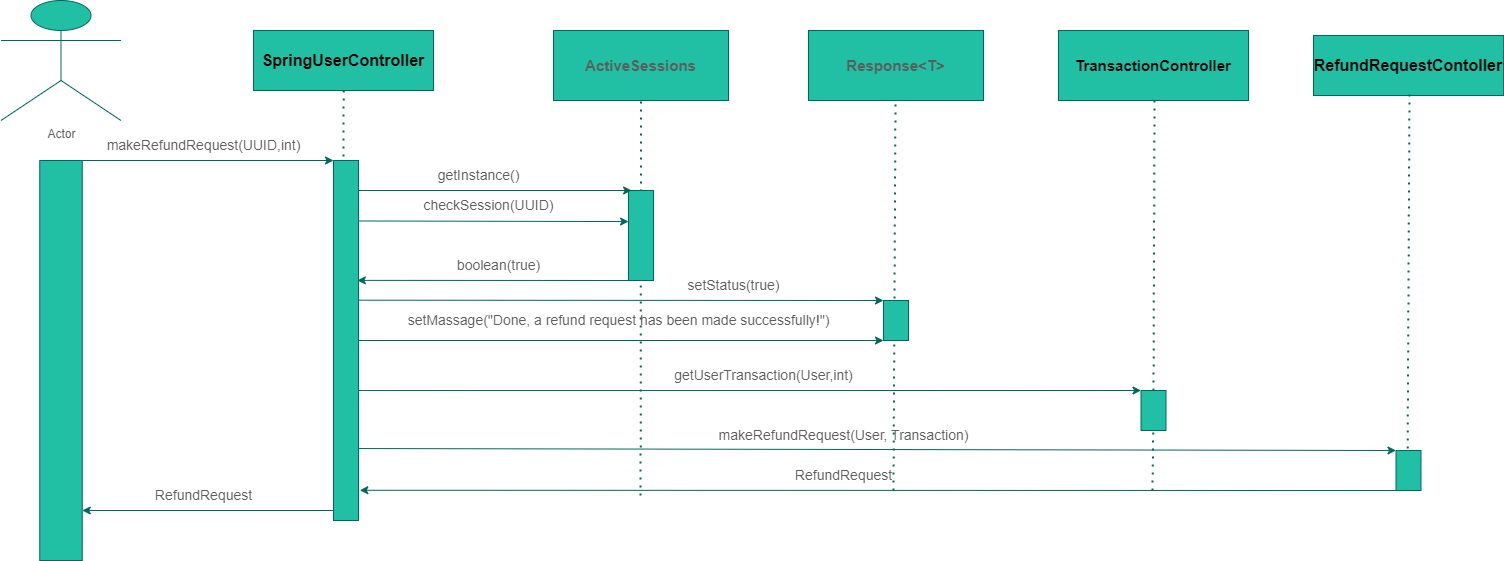 SpringUserController
ActiveSessions
Response<T>
TransactionController
RefundRequestContoller
Actor
makeRefundRequest(UUID,int)
getInstance()
checkSession(UUID)
boolean(true)
setStatus(true)
setMassage("Done, a refund request has been made successfully!")
getUserTransaction(User,int)
makeRefundRequest(User, Transaction)
RefundRequest
RefundRequest